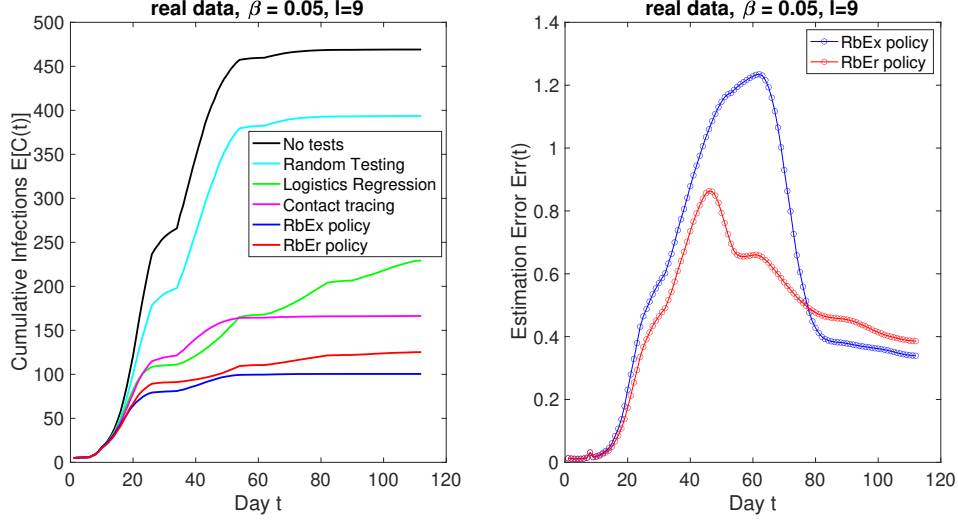 real data, β = 0.05, l=9
Cumulative Infections E[C(t)]
500
450
400
350
300
250
200
150
100
50
0
0
20
40
60
80
100
120
Day t
No tests
Random Testing
Logistics Regression
Contact tracing
RbEx policy
RbEr policy
real data, β = 0.05, l=9
Estimation Error Err(t)
1.4
1.2
1
0.8
0.6
0.4
0.2
0
0
20
40
60
80
100
120
Day t
RbEx policy
RbEr policy